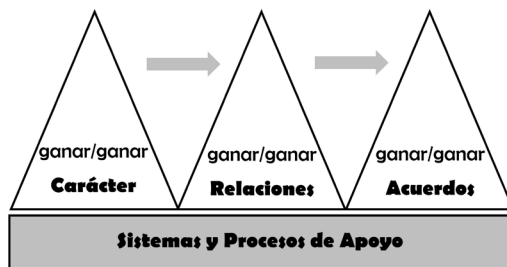 ganar/ganar
Carácter
ganar/ganar
Relaciones
ganar/ganar
Acuerdos
Sistemas y Procesos de Apoyo